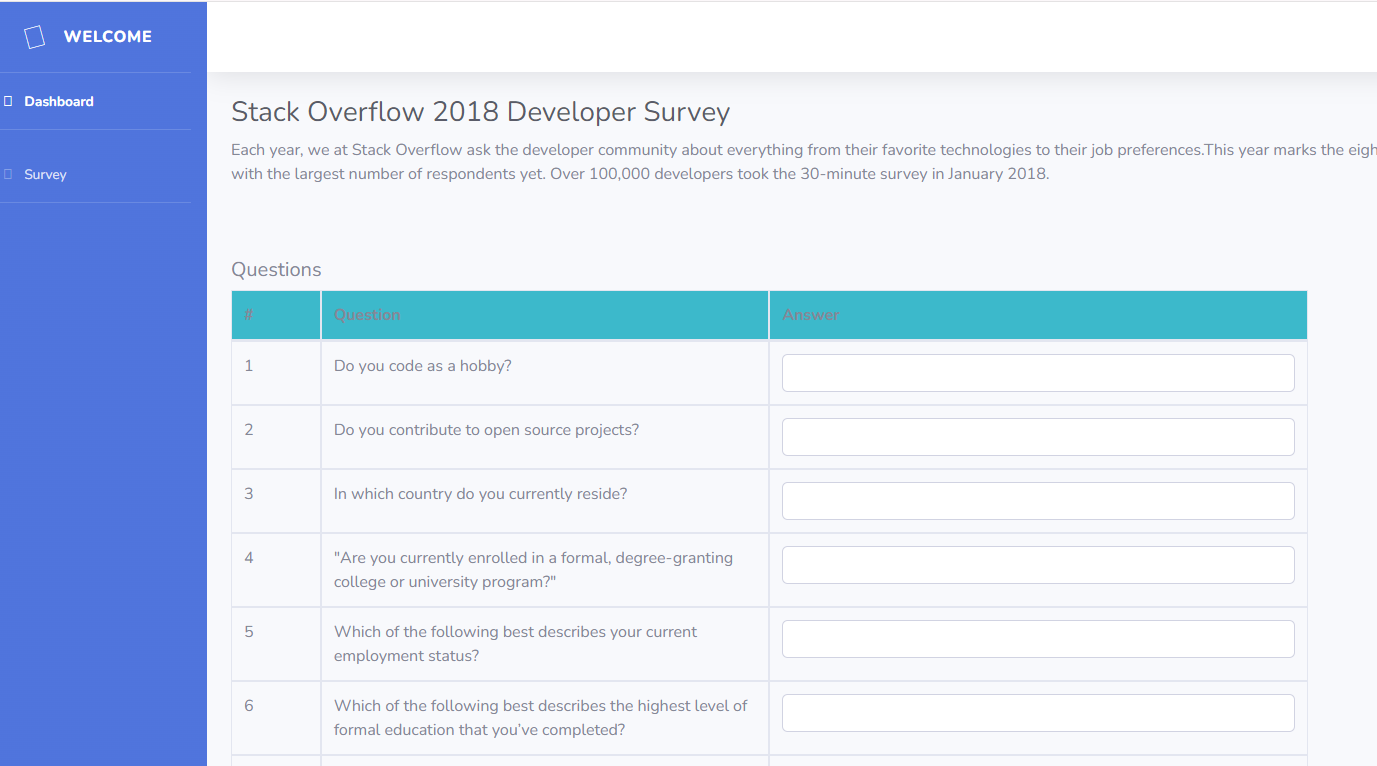 WELCOME
Dashboard
Survey
Stack Overflow 2018 Developer Survey
Each year, we at Stack Overflow ask the developer community about everything from their favorite technologies to their job preferences.This year marks the
with the largest number of respondents yet. Over 100,000 developers took the 30-minute survey in January 2018.
Questions
# Question Answer
1 Do you code as a hobby?
2 Do you contribute to open source projects?
3 In which country do you currently reside?
4 "Are you currently enrolled in a formal, degree-granting
college or university program?"
5 Which of the following best describes your current
employment status?
6 Which of the following best describes the highest level of
formal education that you've completed?